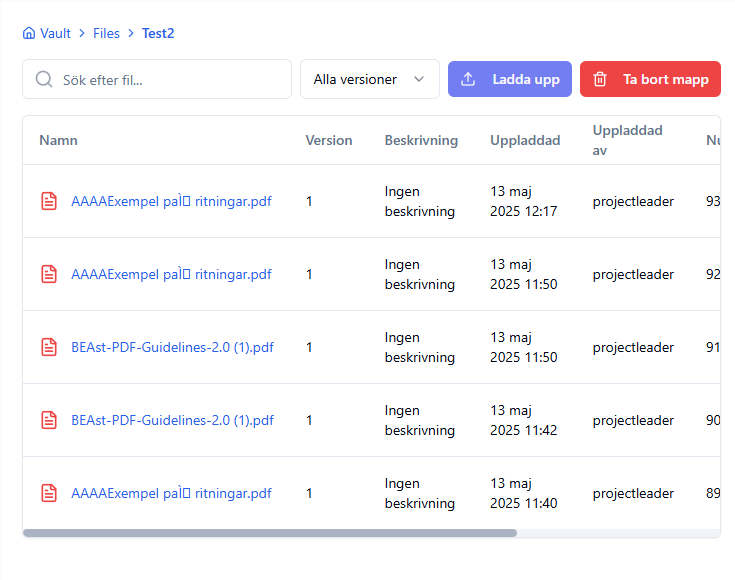 Vault > Files > Test2
Sök efter fil...
Alla versioner
Ladda upp
Ta bort mapp
Namn Version Beskrivning Uppladdad Uppladdad av Nu
AAAAExempel paÌ� ritningar.pdf 1 Ingen beskrivning 13 maj 2025 12:17 projectleader 93
AAAAExempel paÌ� ritningar.pdf 1 Ingen beskrivning 13 maj 2025 11:50 projectleader 92
BEAst-PDF-Guidelines-2.0 (1).pdf 1 Ingen beskrivning 13 maj 2025 11:50 projectleader 91
BEAst-PDF-Guidelines-2.0 (1).pdf 1 Ingen beskrivning 13 maj 2025 11:42 projectleader 90
AAAAExempel paÌ� ritningar.pdf 1 Ingen beskrivning 13 maj 2025 11:40 projectleader 89